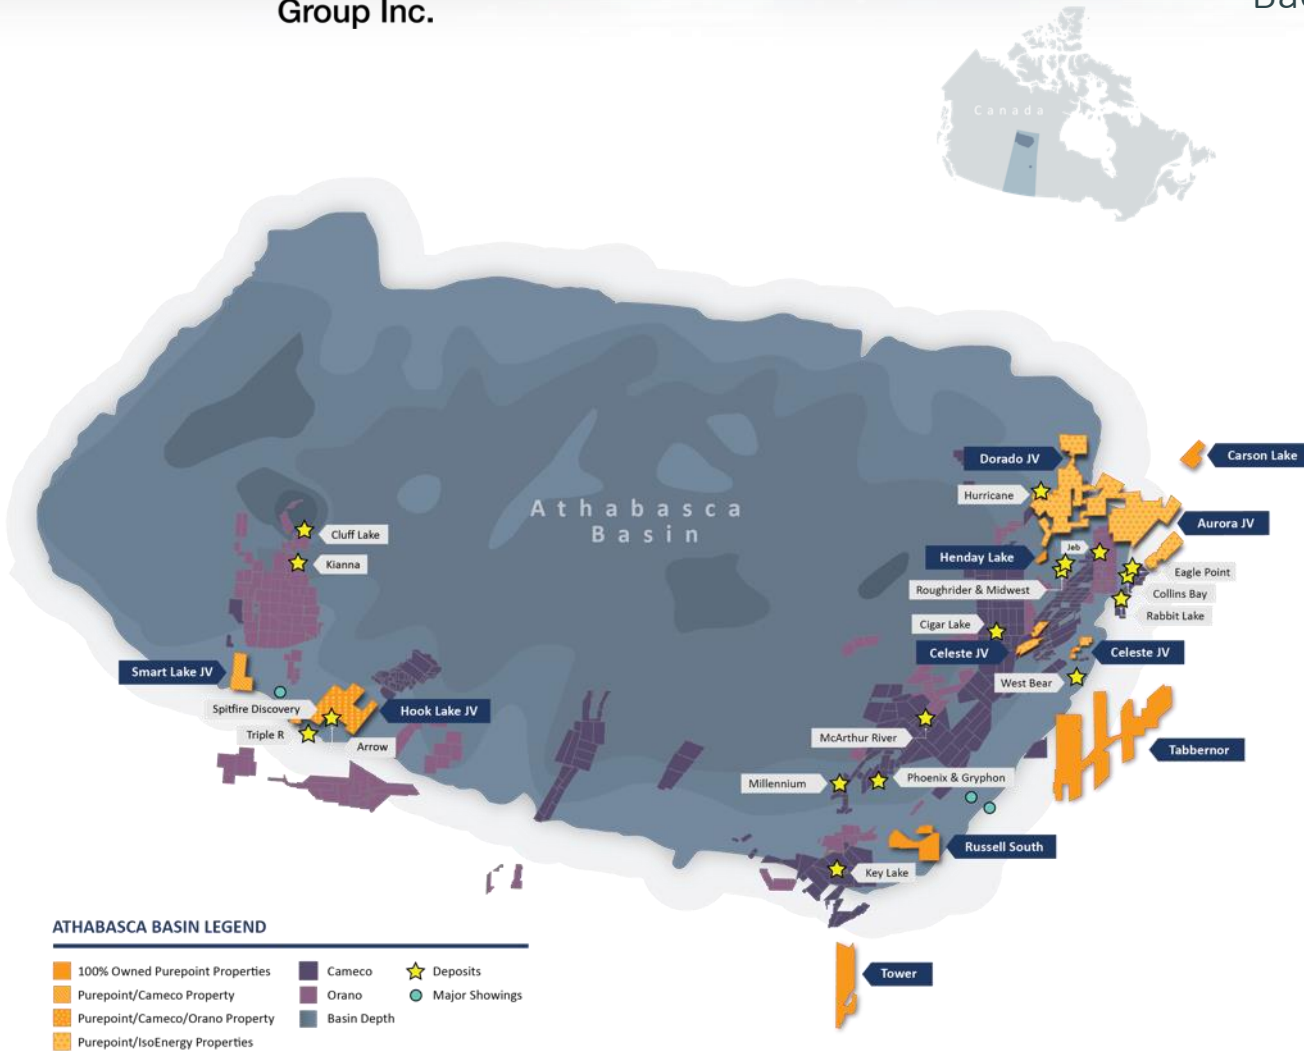 Group Inc.
Canada
Athabasca
Basin
Dorado JV
Carson Lake
Hurricane
Aurora JV
Cluff Lake
Kianna
Henday Lake
Jeb
Eagle Point
Roughrider & Midwest
Collins Bay
Rabbit Lake
Cigar Lake
Celeste JV
Celeste JV
Smart Lake JV
West Bear
Spitfire Discovery
Hook Lake JV
Triple R
Arrow
McArthur River
Tabbernor
Millennium
Phoenix & Gryphon
Russell South
Key Lake
Tower
ATHABASCA BASIN LEGEND
100% Owned Purepoint Properties
Purepoint/Cameco Property
Purepoint/Cameco/Orano Property
Purepoint/IsoEnergy Properties
Cameco
Orano
Basin Depth
Deposits
Major Showings